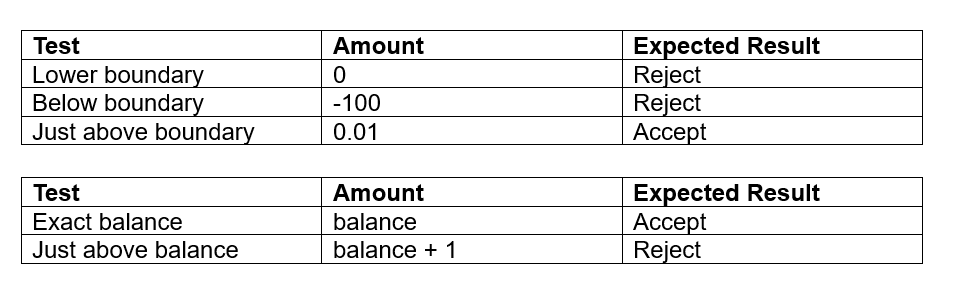 Test Amount Expected Result
Lower boundary 0 Reject
Below boundary -100 Reject
Just above boundary 0.01 Accept
Test Amount Expected Result
Exact balance balance Accept
Just above balance balance + 1 Reject